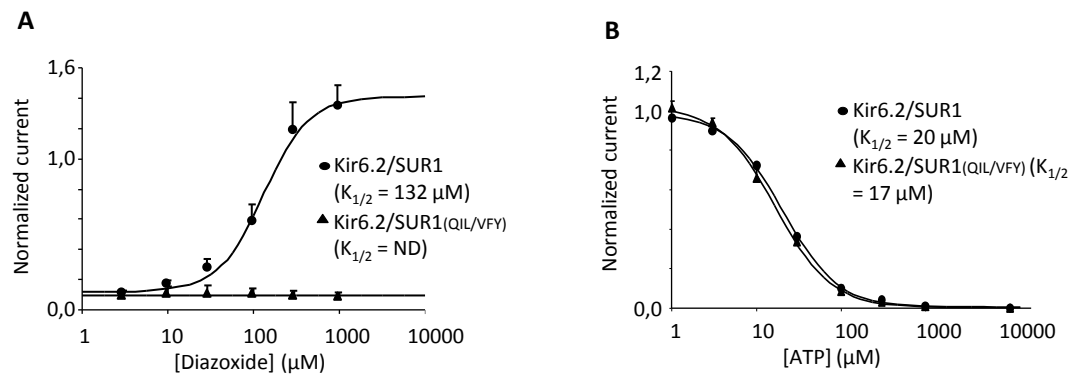 A
Normalized current
1,6
1,0
0,0
1 10 100 1000 10000
[Diazoxide] (µM)
Kir6.2/SUR1
(K1/2 = 132 µM)
Kir6.2/SUR1(QIL/VFY)
(K1/2 = ND)
B
Normalized current
1,2
1,0
0,0
1 10 100 1000 10000
[ATP] (µM)
Kir6.2/SUR1
(K1/2 = 20 µM)
Kir6.2/SUR1(QIL/VFY) (K1/2
= 17 µM)